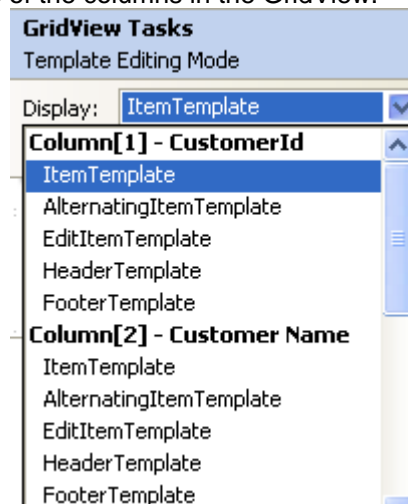 of the columns in the GridView.
GridView Tasks
Template Editing Mode
Display: ItemTemplate
Column[1] - CustomerId
ItemTemplate
AlternatingItemTemplate
EditItemTemplate
HeaderTemplate
FooterTemplate
Column[2] - Customer Name
ItemTemplate
AlternatingItemTemplate
EditItemTemplate
HeaderTemplate
FooterTemplate